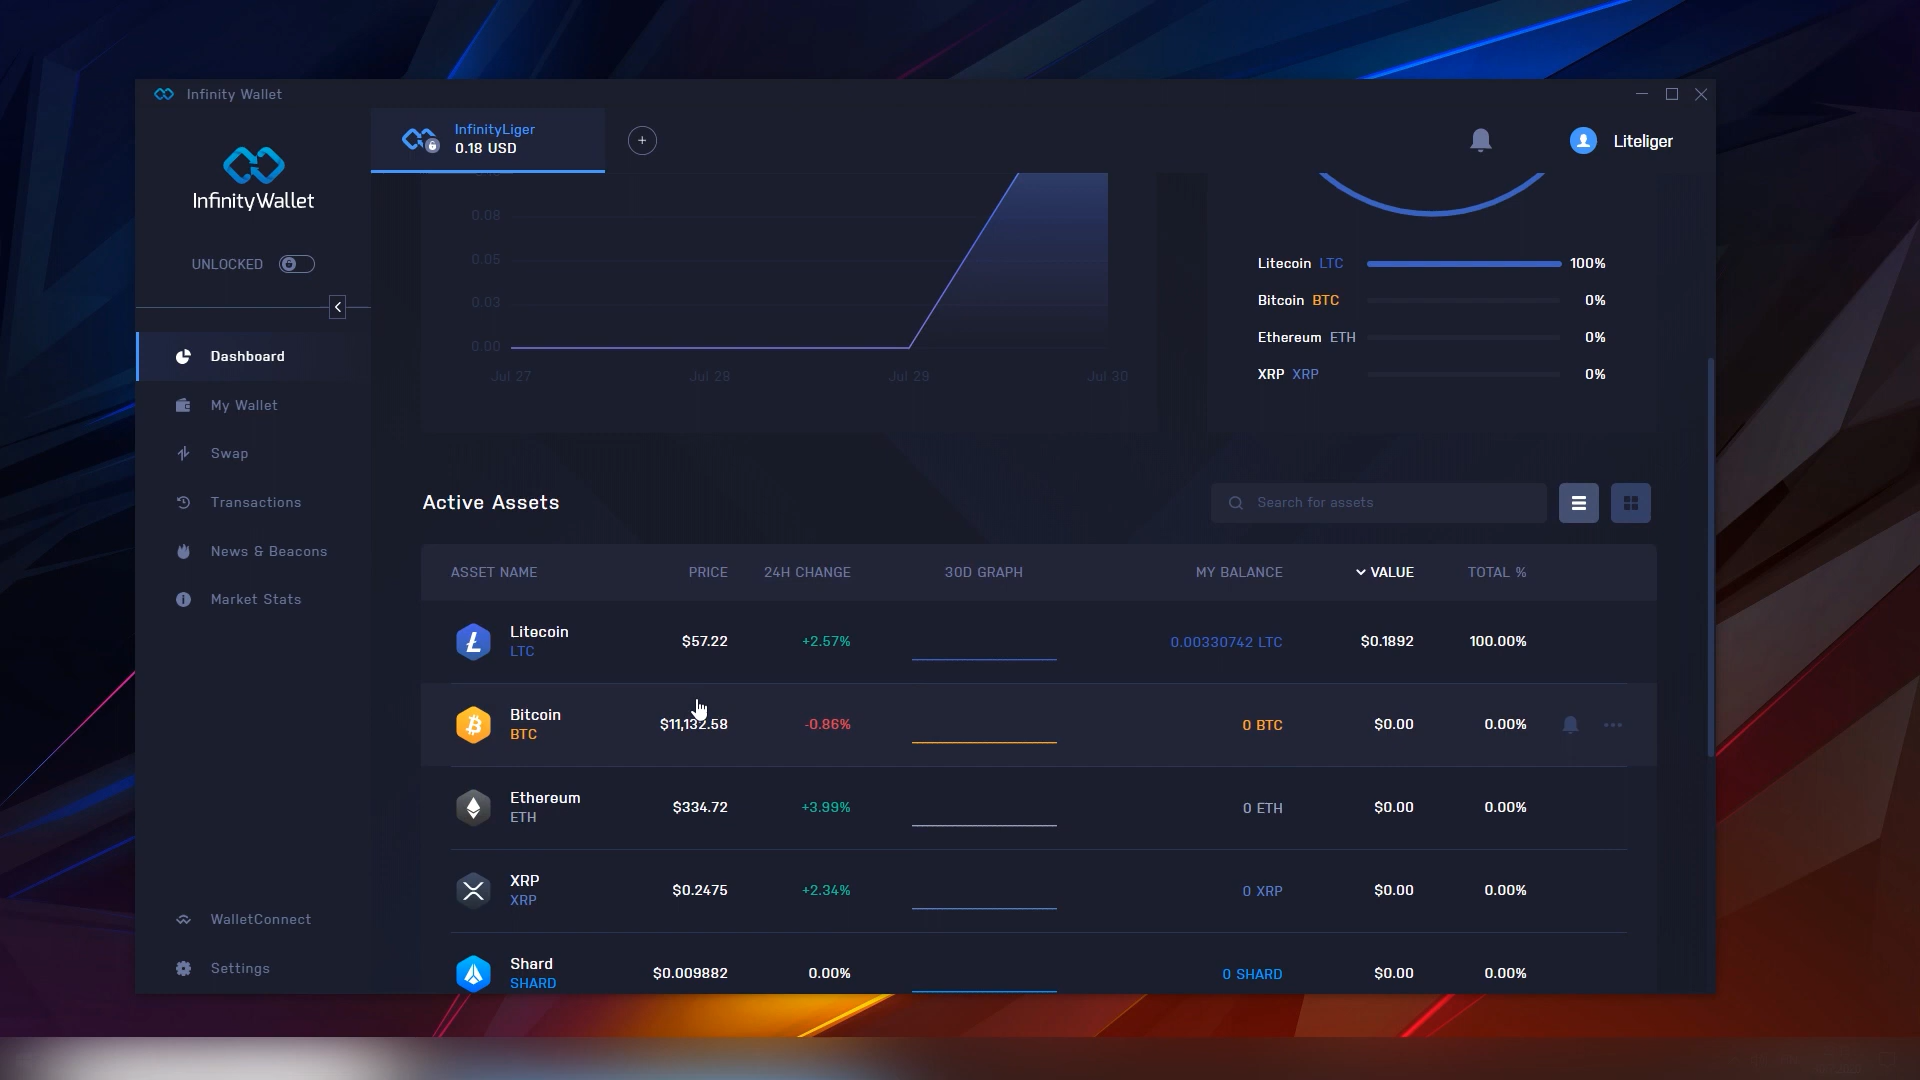 Infinity Wallet
InfinityWallet
UNLOCKED
Dashboard
My Wallet
Swap
Transactions
News & Beacons
Market Stats
WalletConnect
Settings
InfinityLiger
0.18 USD
+
Liteliger
0.08
0.05
0.03
0.00
Jul 27 Jul 28 Jul 29 Jul 30
Litecoin LTC 100%
Bitcoin BTC 0%
Ethereum ETH 0%
XRP XRP 0%
Active Assets
Search for assets
ASSET NAME PRICE 24H CHANGE 30D GRAPH MY BALANCE VALUE TOTAL %
Litecoin
LTC
$57.22 +2.57% 0.00330742 LTC $0.1892 100.00%
Bitcoin
BTC
$11,132.58 -0.86% 0 BTC $0.00 0.00%
Ethereum
ETH
$334.72 +3.99% 0 ETH $0.00 0.00%
XRP
XRP
$0.2475 +2.34% 0 XRP $0.00 0.00%
Shard
SHARD
$0.009882 0.00% 0 SHARD $0.00 0.00%